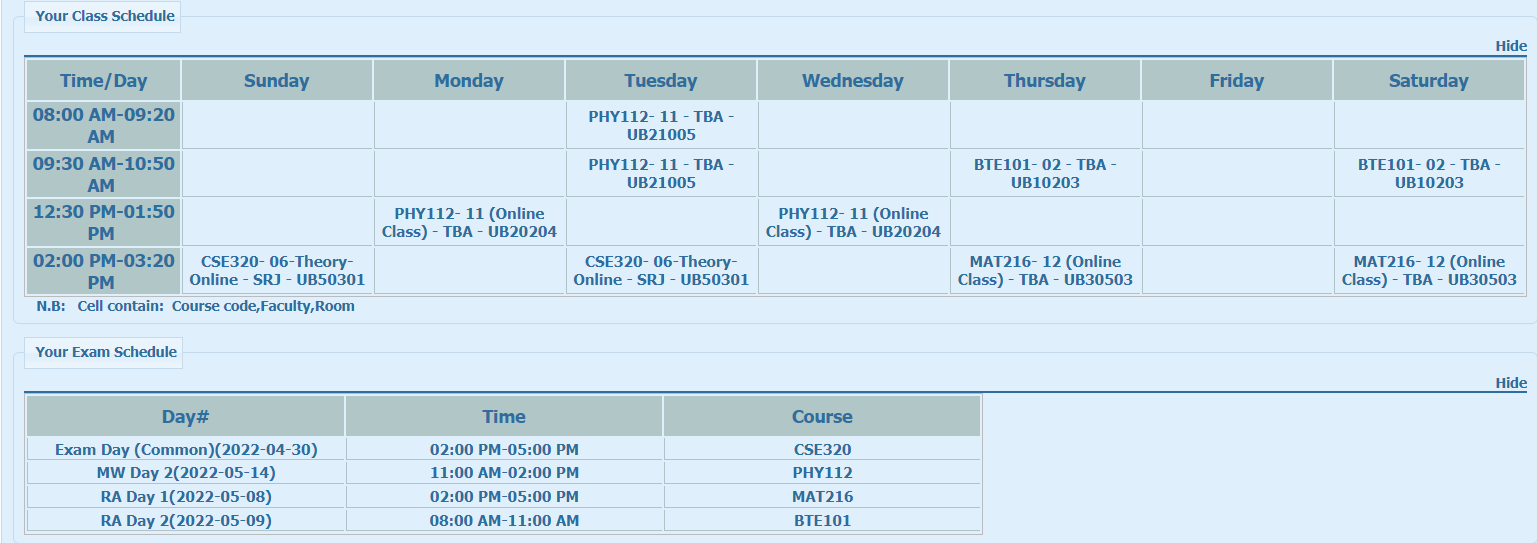 Your Class Schedule
Hide
Time/Day Sunday Monday Tuesday Wednesday Thursday Friday Saturday
08:00 AM-09:20
AM
PHY112- 11 - TBA -
UB21005
09:30 AM-10:50
AM
PHY112- 11 - TBA -
UB21005
BTE101- 02 - TBA -
UB10203
BTE101- 02 - TBA -
UB10203
12:30 PM-01:50
PM
PHY112- 11 (Online
Class) - TBA - UB20204
PHY112- 11 (Online
Class) - TBA - UB20204
02:00 PM-03:20
PM
CSE320- 06-Theory-
Online - SRJ - UB50301
CSE320- 06-Theory-
Online - SRJ - UB50301
MAT216- 12 (Online
Class) - TBA - UB30503
MAT216- 12 (Online
Class) - TBA - UB30503
N.B: Cell contain: Course code,Faculty,Room
Your Exam Schedule
Hide
Day# Time Course
Exam Day (Common)(2022-04-30) 02:00 PM-05:00 PM CSE320
MW Day 2(2022-05-14) 11:00 AM-02:00 PM PHY112
RA Day 1(2022-05-08) 02:00 PM-05:00 PM MAT216
RA Day 2(2022-05-09) 08:00 AM-11:00 AM BTE101